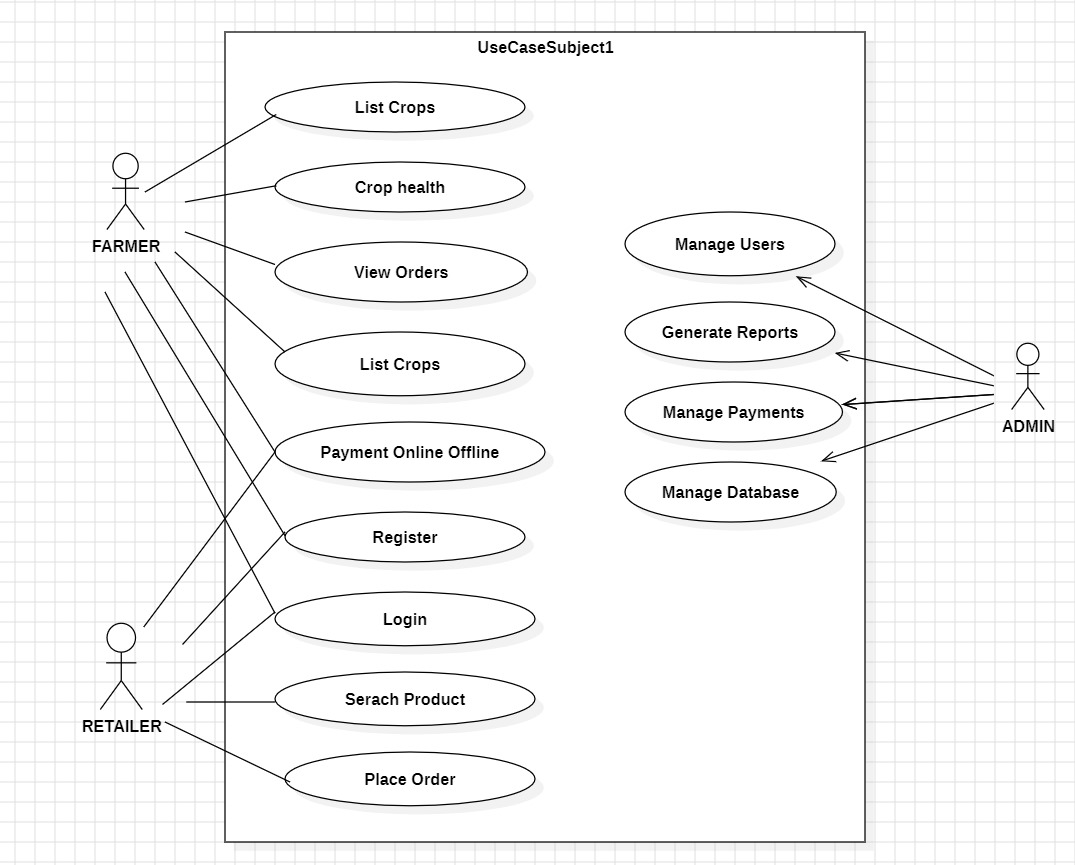 UseCaseSubject1
List Crops
Crop health
FARMER
View Orders
List Crops
Payment Online Offline
Register
Login
Serach Product
RETAILER
Place Order
Manage Users
Generate Reports
Manage Payments
Manage Database
ADMIN